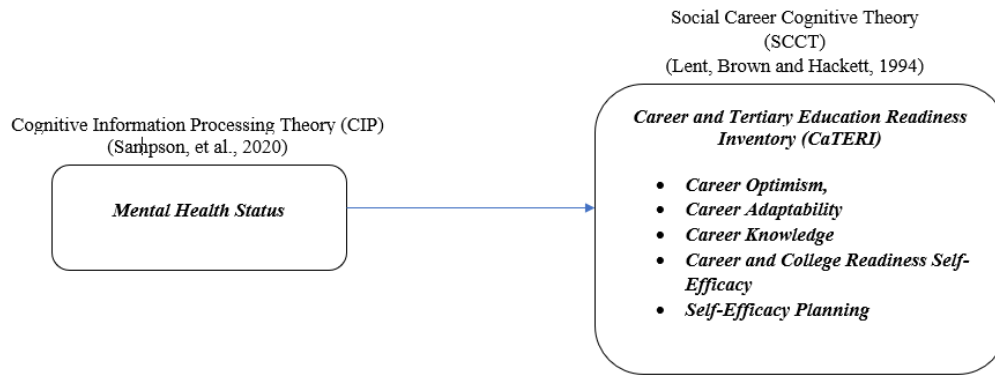 Social Career Cognitive Theory
(SCCT)
(Lent, Brown and Hackett, 1994)
Cognitive Information Processing Theory (CIP)
(Sampson, et al., 2020)
Mental Health Status
Career and Tertiary Education Readiness
Inventory (CaTERI)
• Career Optimism,
• Career Adaptability
• Career Knowledge
• Career and College Readiness Self-
Efficacy
• Self-Efficacy Planning